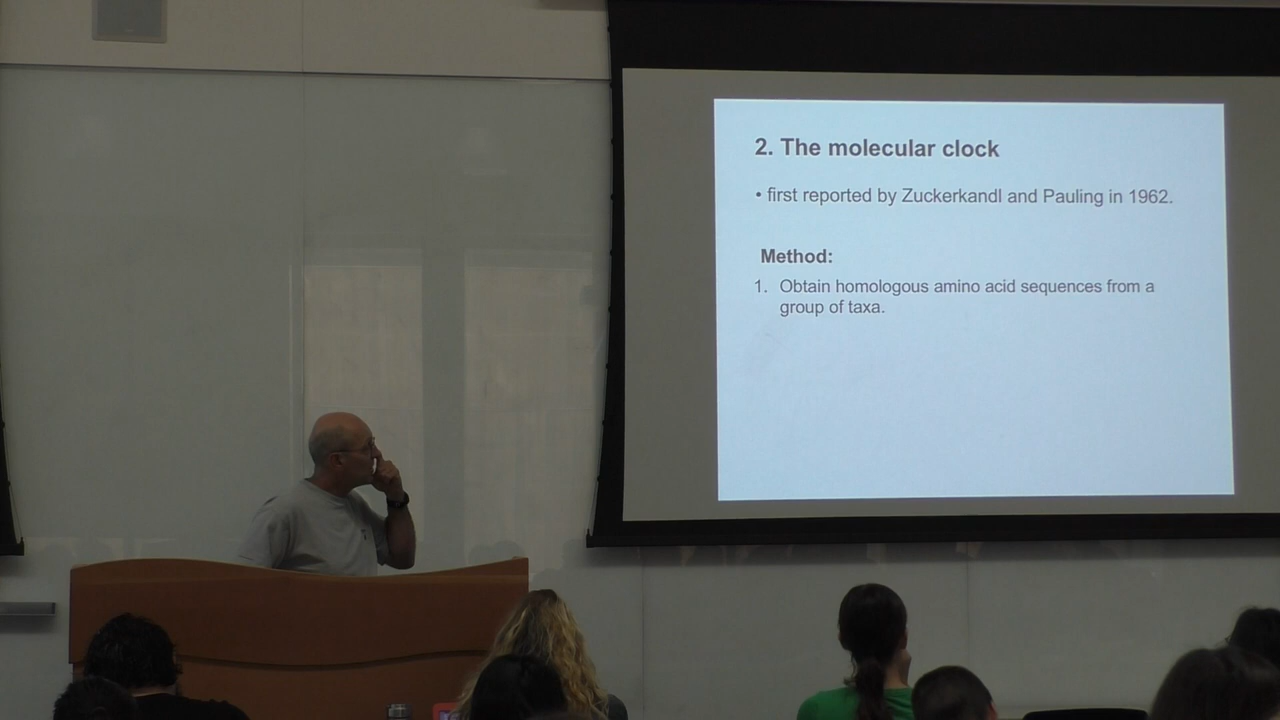 2. The molecular clock
• first reported by Zuckerkandl and Pauling in 1962.
Method:
1. Obtain homologous amino acid sequences from a
group of taxa.